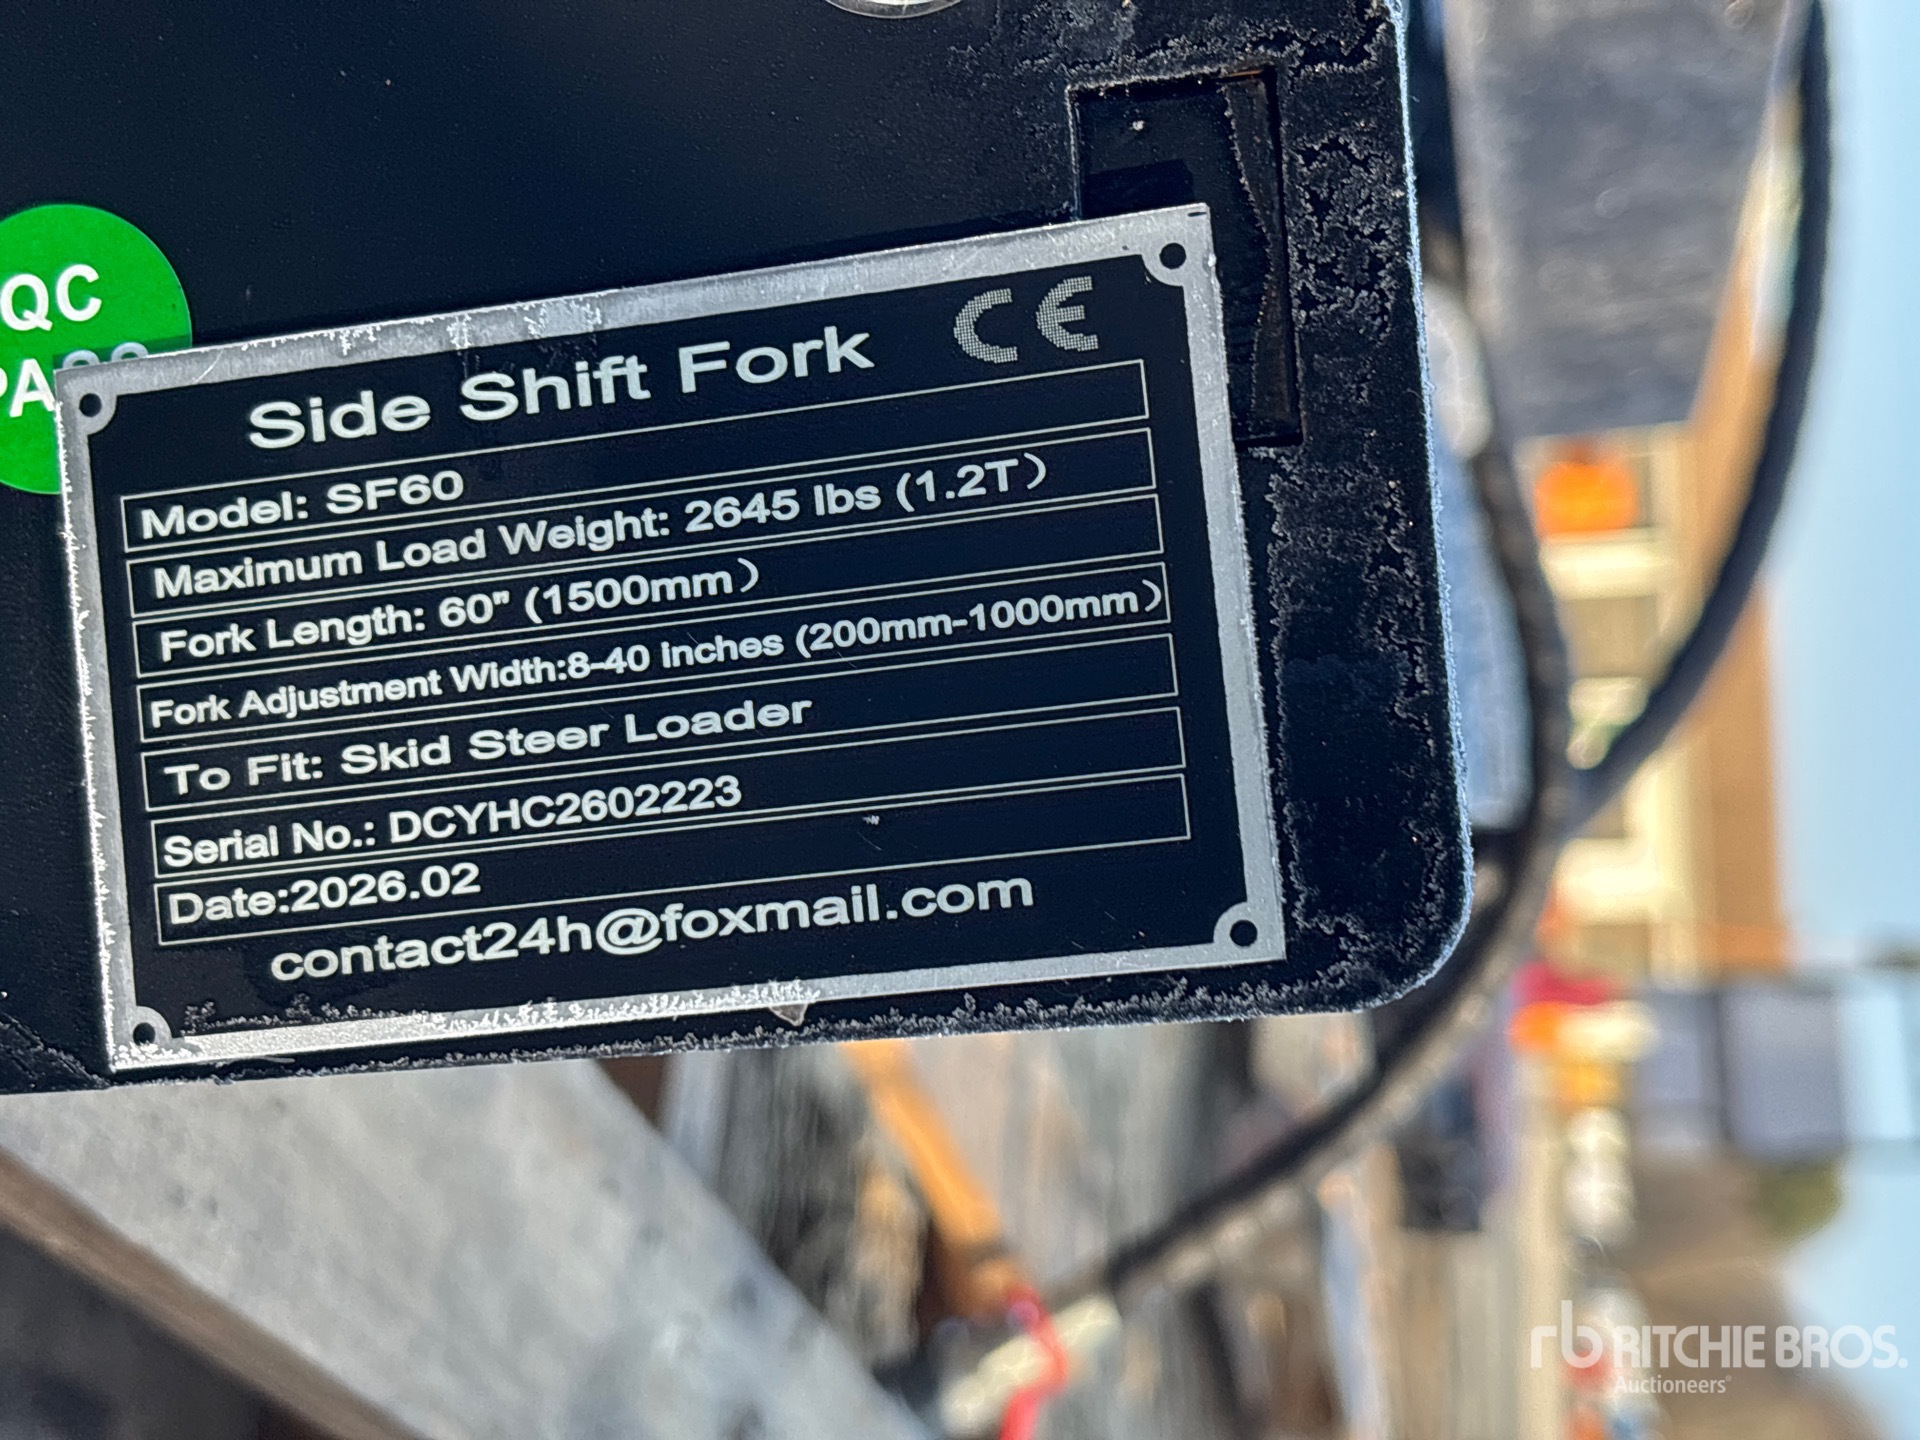 QC
PASS
Side Shift Fork CE
Model: SF60
Maximum Load Weight: 2645 lbs (1.2T)
Fork Length: 60" (1500mm)
Fork Adjustment Width:8-40 inches (200mm-1000mm)
To Fit: Skid Steer Loader
Serial No.: DCYHC2602223
Date:2026.02
contact24h@foxmail.com
rb RITCHIE BROS.
Auctioneers